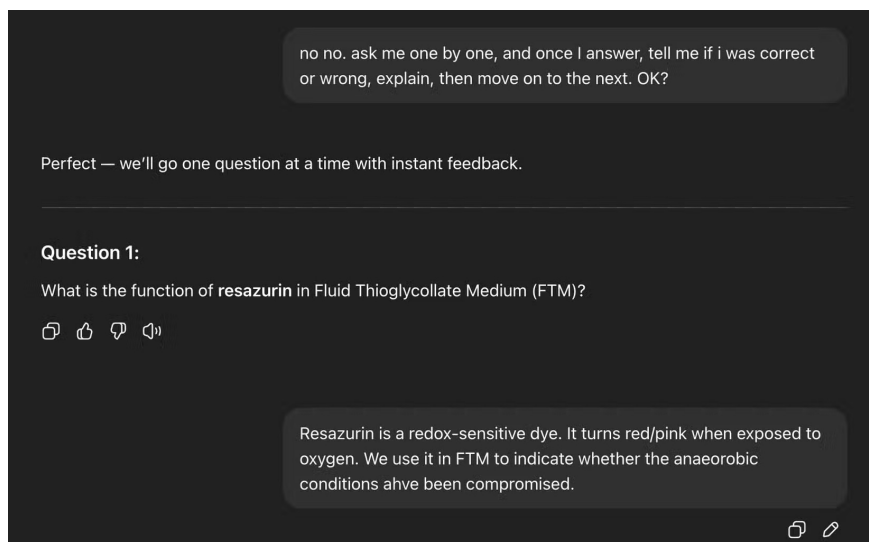 no no. ask me one by one, and once I answer, tell me if i was correct
or wrong, explain, then move on to the next. OK?
Perfect — we'll go one question at a time with instant feedback.
Question 1:
What is the function of resazurin in Fluid Thioglycollate Medium (FTM)?
Resazurin is a redox-sensitive dye. It turns red/pink when exposed to
oxygen. We use it in FTM to indicate whether the anaeorobic
conditions ahve been compromised.